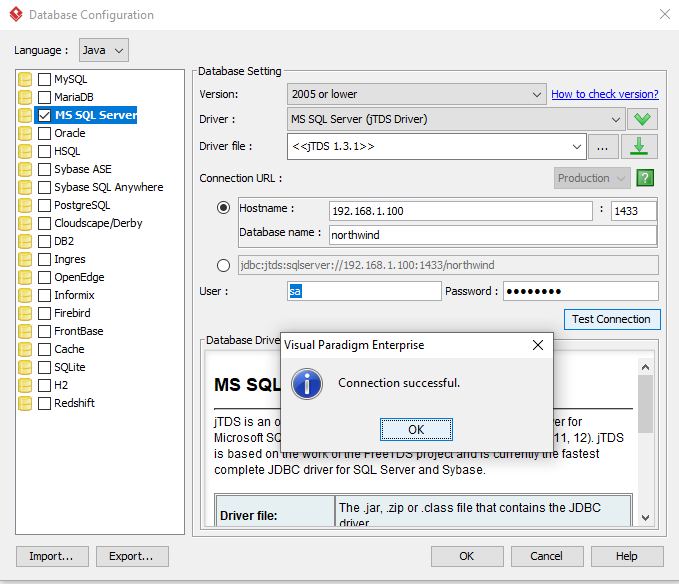 Database Configuration
Language :
Java
MySQL
MariaDB
MS SQL Server
Oracle
HSQL
Sybase ASE
Sybase SQL Anywhere
PostgreSQL
Cloudscape/Derby
DB2
Ingres
OpenEdge
Informix
Firebird
FrontBase
Cache
SQLite
H2
Redshift
Database Setting
Version:
2005 or lower
How to check version?
Driver :
MS SQL Server (jTDS Driver)
Driver file :
<<jTDS 1.3.1>>
...
Connection URL :
Production
?
Hostname :
192.168.1.100
:
1433
Database name :
northwind
jdbc:jtds:sqlserver://192.168.1.100:1433/northwind
User :
sa
Password :
●●●●●●●●
Test Connection
Database Drive
Visual Paradigm Enterprise
Connection successful.
OK
MS SQL
jTDS is an o
er for
Microsoft SQ
11, 12). jTDS
is based on the work of the FreeTDS project and is currently the fastest
complete JDBC driver for SQL Server and Sybase.
Driver file:
The .jar, .zip or .class file that contains the JDBC
driver
Import...
Export...
OK
Cancel
Help